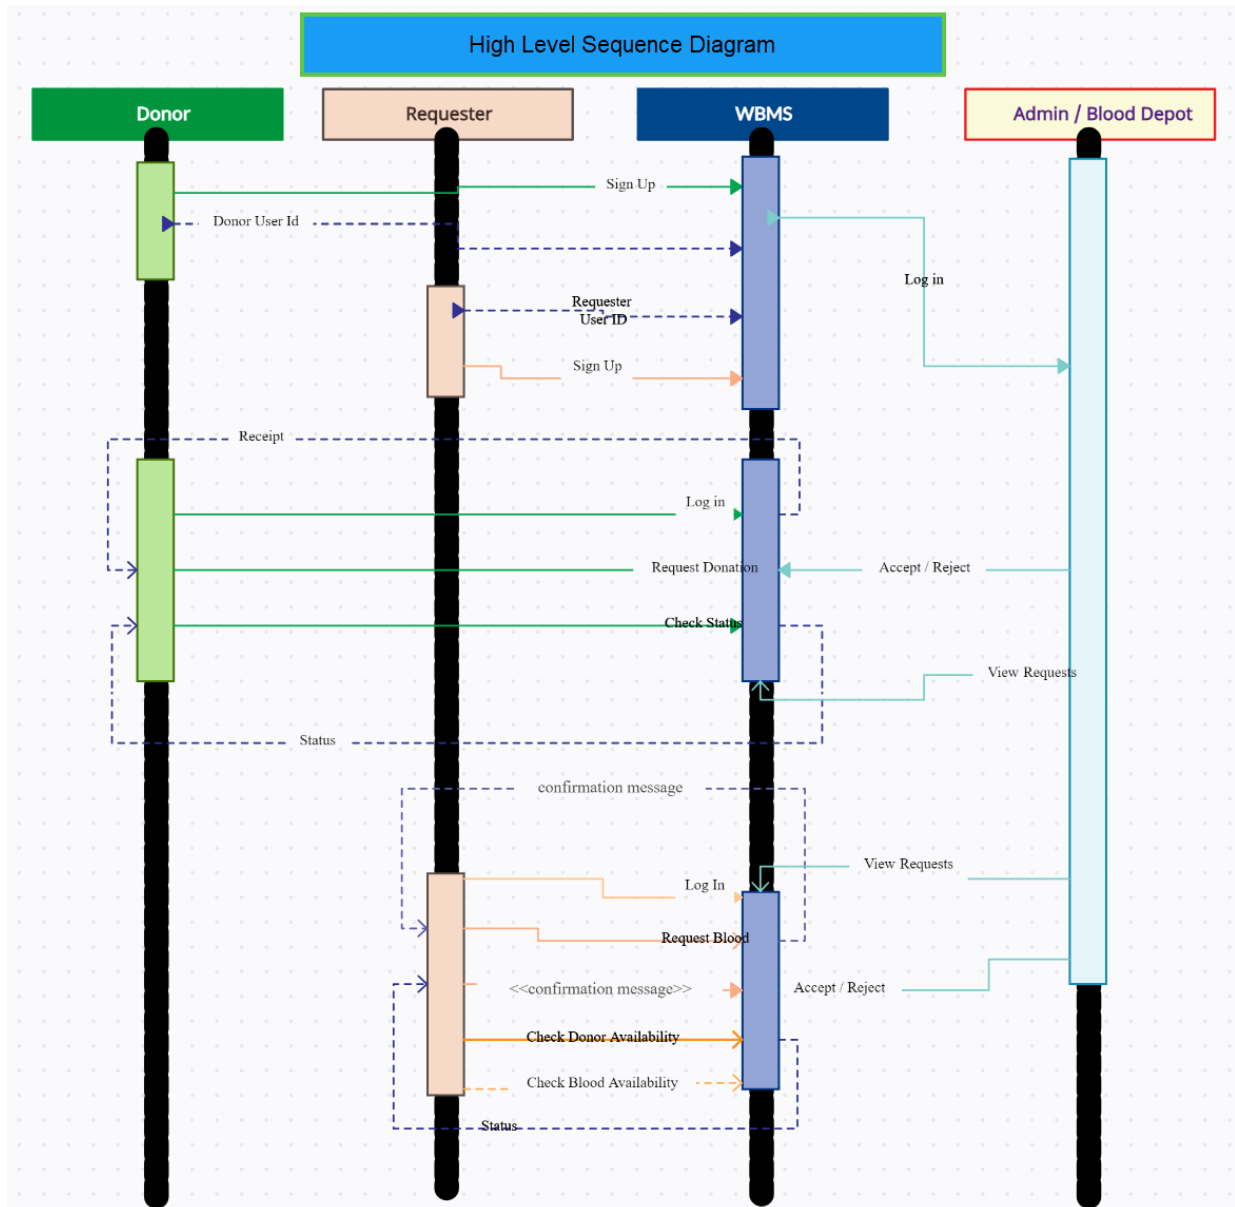 High Level Sequence Diagram
Donor
Requester
WBMS
Admin / Blood Depot
Sign Up
Donor User Id
Log in
Requester
User ID
Sign Up
Receipt
Log in
Request Donation
Accept / Reject
Check Status
View Requests
Status
confirmation message
View Requests
Log In
Request Blood
<<confirmation message>>
Accept / Reject
Check Donor Availability
Check Blood Availability
Status